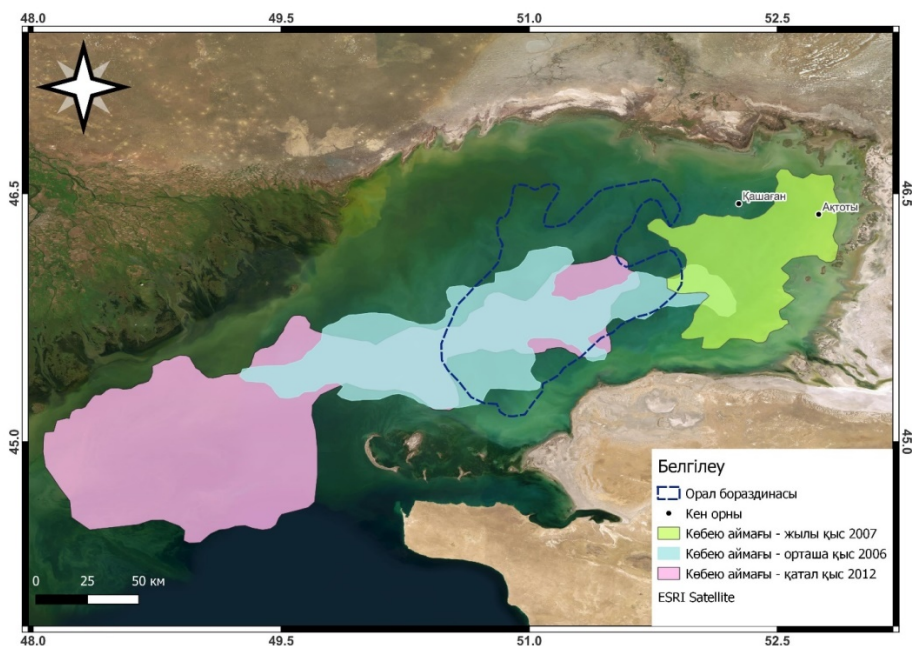 48.0 49.5 51.0 52.5
46.5 46.5
Қашаған
Ақтоты
45.0 45.0
Белгілеу
Орал бораздинасы
Кен орны
Көбею аймағы - жылы қыс 2007
Көбею аймағы - орташа қыс 2006
Көбею аймағы - қатал қыс 2012
ESRI Satellite
0 25 50 км
48.0 49.5 51.0 52.5